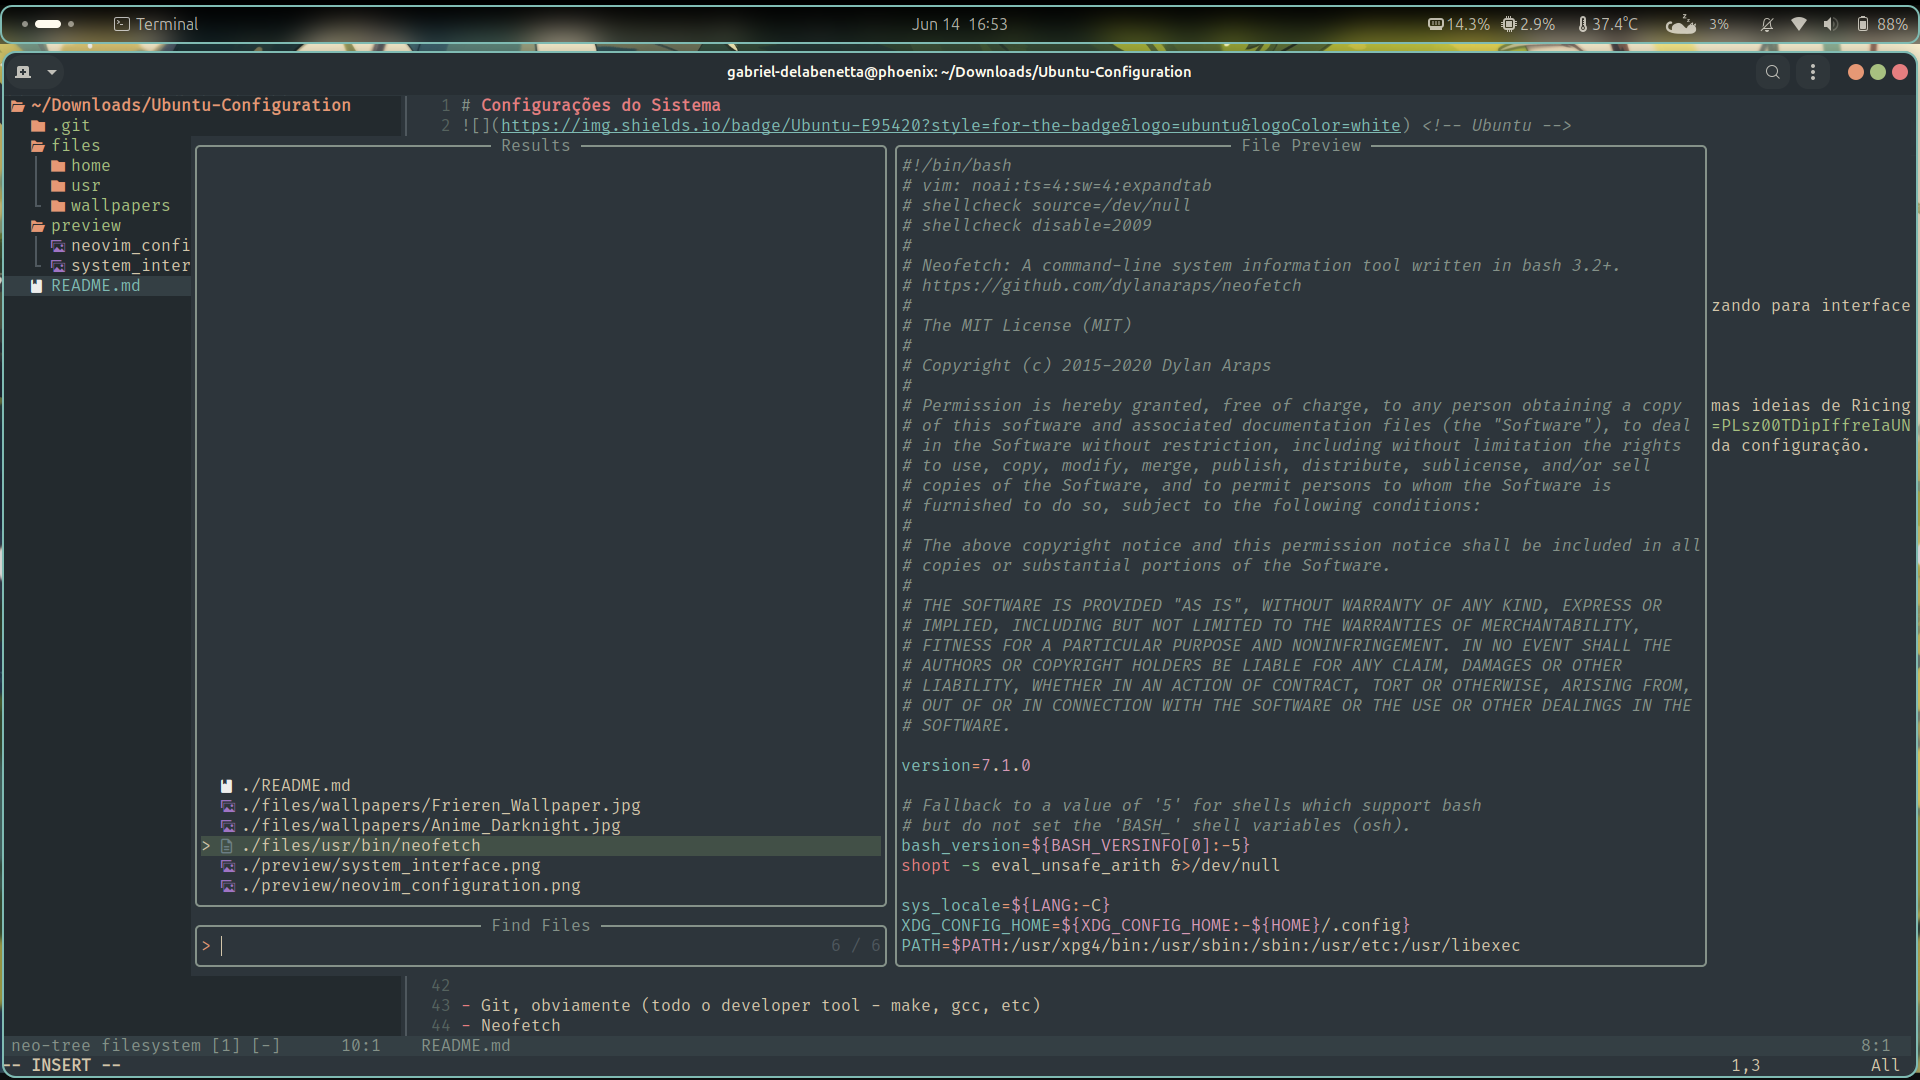 Terminal
Jun 14 16:53
14.3% 2.9% 37.4°C 3% 88%
gabriel-delabenetta@phoenix: ~/Downloads/Ubuntu-Configuration
~/Downloads/Ubuntu-Configuration
.git
files
home
usr
wallpapers
preview
neovim_confi
system_inter
README.md
1 # Configurações do Sistema
2 ![](https://img.shields.io/badge/Ubuntu-E95420?style=for-the-badge&logo=ubuntu&logoColor=white) <!-- Ubuntu -->
Results
./README.md
./files/wallpapers/Frieren_Wallpaper.jpg
./files/wallpapers/Anime_Darknight.jpg
> ./files/usr/bin/neofetch
./preview/system_interface.png
./preview/neovim_configuration.png
Find Files
> 6 / 6
File Preview
#!/bin/bash
# vim: noai:ts=4:sw=4:expandtab
# shellcheck source=/dev/null
# shellcheck disable=2009
#
# Neofetch: A command-line system information tool written in bash 3.2+.
# https://github.com/dylanaraps/neofetch
#
# The MIT License (MIT)
#
# Copyright (c) 2015-2020 Dylan Araps
#
# Permission is hereby granted, free of charge, to any person obtaining a copy
# of this software and associated documentation files (the "Software"), to deal
# in the Software without restriction, including without limitation the rights
# to use, copy, modify, merge, publish, distribute, sublicense, and/or sell
# copies of the Software, and to permit persons to whom the Software is
# furnished to do so, subject to the following conditions:
#
# The above copyright notice and this permission notice shall be included in all
# copies or substantial portions of the Software.
#
# THE SOFTWARE IS PROVIDED "AS IS", WITHOUT WARRANTY OF ANY KIND, EXPRESS OR
# IMPLIED, INCLUDING BUT NOT LIMITED TO THE WARRANTIES OF MERCHANTABILITY,
# FITNESS FOR A PARTICULAR PURPOSE AND NONINFRINGEMENT. IN NO EVENT SHALL THE
# AUTHORS OR COPYRIGHT HOLDERS BE LIABLE FOR ANY CLAIM, DAMAGES OR OTHER
# LIABILITY, WHETHER IN AN ACTION OF CONTRACT, TORT OR OTHERWISE, ARISING FROM,
# OUT OF OR IN CONNECTION WITH THE SOFTWARE OR THE USE OR OTHER DEALINGS IN THE
# SOFTWARE.
version=7.1.0
# Fallback to a value of '5' for shells which support bash
# but do not set the 'BASH_' shell variables (osh).
bash_version=${BASH_VERSINFO[0]:-5}
shopt -s eval_unsafe_arith &>/dev/null
sys_locale=${LANG:-C}
XDG_CONFIG_HOME=${XDG_CONFIG_HOME:-${HOME}/.config}
PATH=$PATH:/usr/xpg4/bin:/usr/sbin:/sbin:/usr/etc:/usr/libexec
zando para interface
mas ideias de Ricing
=PLsz00TDipIffreIaUN
da configuração.
42
43 - Git, obviamente (todo o developer tool - make, gcc, etc)
44 - Neofetch
neo-tree filesystem [1] [-] 10:1 README.md 8:1
-- INSERT -- 1,3 All